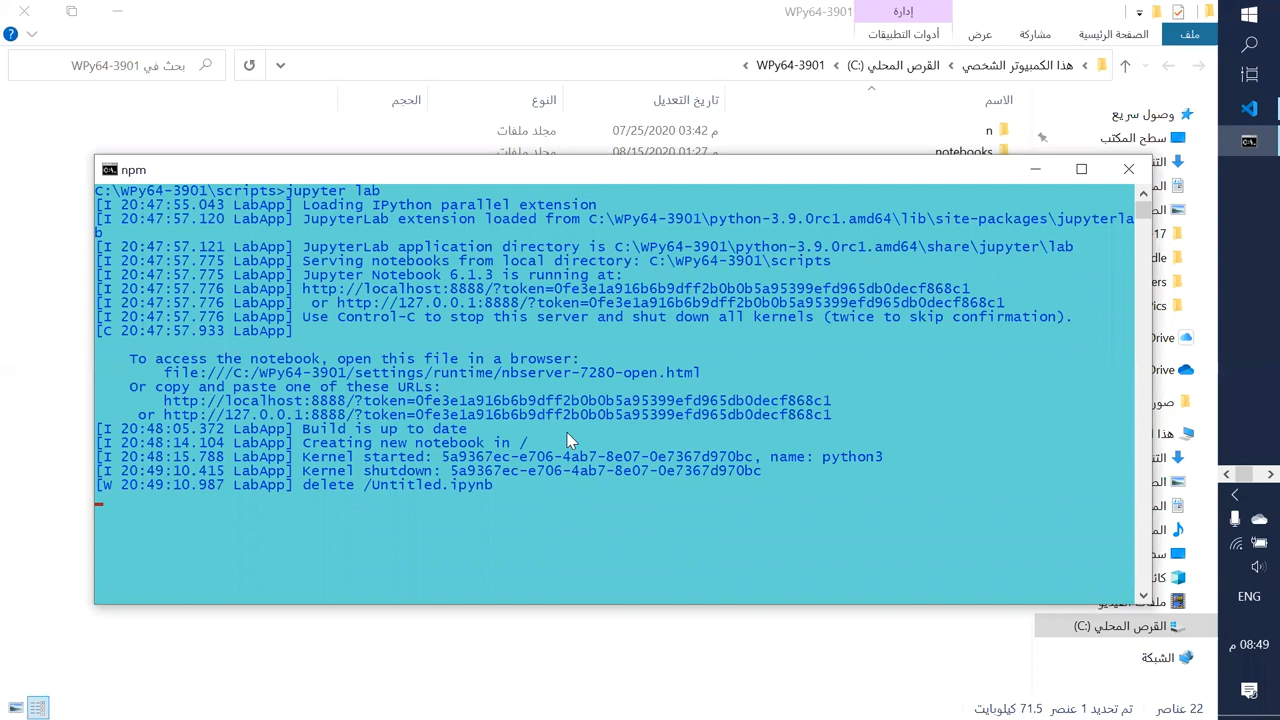 WPy64-3901
إدارة
ملف
الصفحة الرئيسية
مشاركة
عرض
أدوات التطبيقات
هذا الكمبيوتر الشخصي
القرص المحلي (C:)
WPy64-3901
بحث في WPy64-3901
الاسم
تاريخ التعديل
النوع
الحجم
n
07/25/2020 03:42 م
مجلد ملفات
notebooks
08/15/2020 01:27 م
مجلد ملفات
وصول سريع
سطح المكتب
npm
C:\WPy64-3901\scripts>jupyter lab
[I 20:47:55.043 LabApp] Loading IPython parallel extension
[I 20:47:57.120 LabApp] JupyterLab extension loaded from C:\WPy64-3901\python-3.9.0rc1.amd64\lib\site-packages\jupyterla
b
[I 20:47:57.121 LabApp] JupyterLab application directory is C:\WPy64-3901\python-3.9.0rc1.amd64\share\jupyter\lab
[I 20:47:57.775 LabApp] Serving notebooks from local directory: C:\WPy64-3901\scripts
[I 20:47:57.775 LabApp] Jupyter Notebook 6.1.3 is running at:
[I 20:47:57.776 LabApp] http://localhost:8888/?token=0fe3e1a916b6b9dff2b0b0b5a95399efd965db0decf868c1
[I 20:47:57.776 LabApp]  or http://127.0.0.1:8888/?token=0fe3e1a916b6b9dff2b0b0b5a95399efd965db0decf868c1
[I 20:47:57.776 LabApp] Use Control-C to stop this server and shut down all kernels (twice to skip confirmation).
[C 20:47:57.933 LabApp]
To access the notebook, open this file in a browser:
file:///C:/WPy64-3901/settings/runtime/nbserver-7280-open.html
Or copy and paste one of these URLs:
http://localhost:8888/?token=0fe3e1a916b6b9dff2b0b0b5a95399efd965db0decf868c1
or http://127.0.0.1:8888/?token=0fe3e1a916b6b9dff2b0b0b5a95399efd965db0decf868c1
[I 20:48:05.372 LabApp] Build is up to date
[I 20:48:14.104 LabApp] Creating new notebook in /
[I 20:48:15.788 LabApp] Kernel started: 5a9367ec-e706-4ab7-8e07-0e7367d970bc, name: python3
[I 20:49:10.415 LabApp] Kernel shutdown: 5a9367ec-e706-4ab7-8e07-0e7367d970bc
[W 20:49:10.987 LabApp] delete /Untitled.ipynb
17
Drive
Drive
صور
هذا
القرص المحلي (C:)
الشبكة
ENG
08:49 م
22 عناصر
تم تحديد 1 عنصر
71.5 كيلوبايت